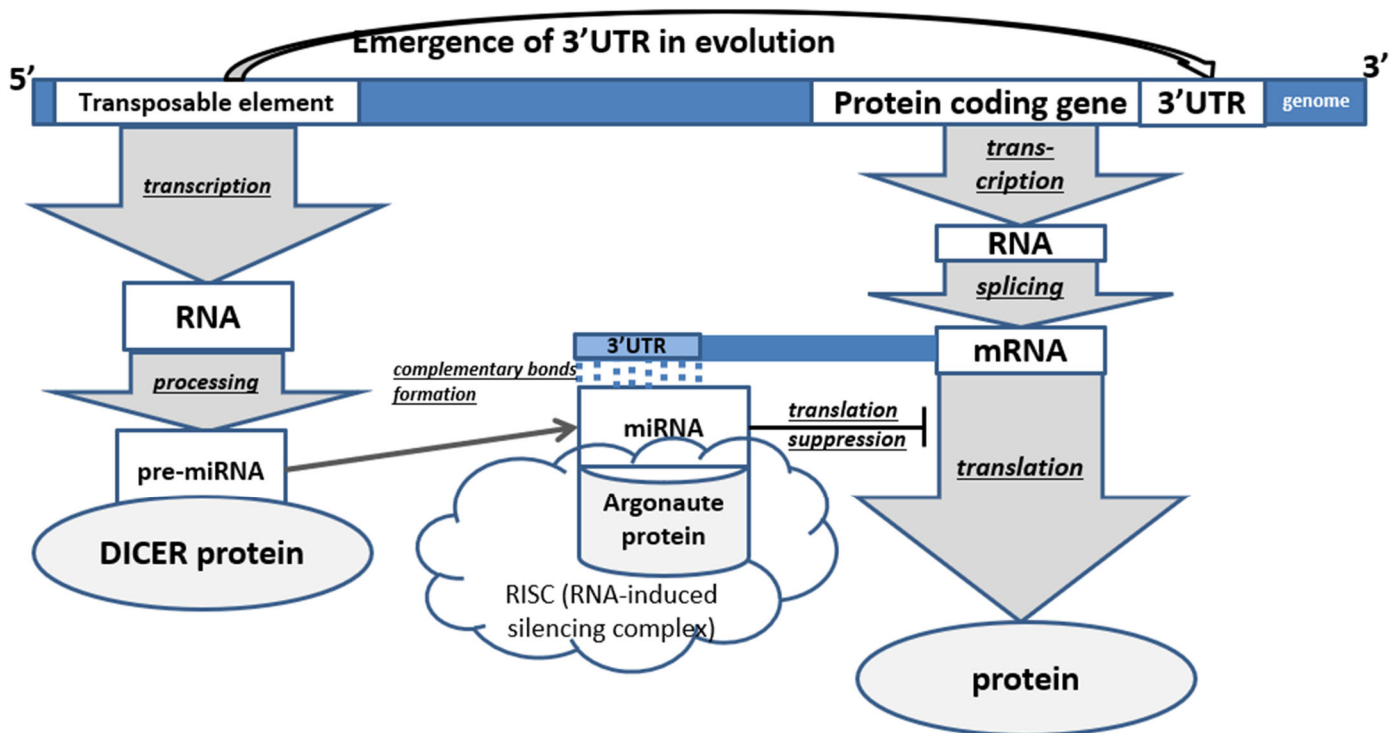 Emergence of 3’UTR in evolution
5’
3’
Transposable element
Protein coding gene
3’UTR
genome
transcription
trans-
cription
RNA
splicing
RNA
3’UTR
mRNA
processing
complementary bonds
formation
miRNA
translation
suppression
pre-miRNA
translation
Argonaute
protein
DICER protein
RISC (RNA-induced
silencing complex)
protein